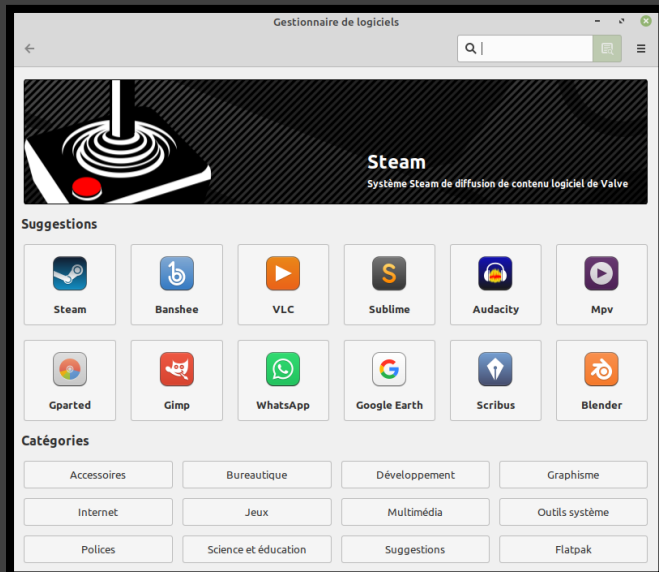 Gestionnaire de logiciels
Steam
Système Steam de diffusion de contenu logiciel de Valve
Suggestions
Steam Banshee VLC Sublime Audacity Mpv
Gparted Gimp WhatsApp Google Earth Scribus Blender
Catégories
Accessoires Bureautique Développement Graphisme
Internet Jeux Multimédia Outils système
Polices Science et éducation Suggestions Flatpak